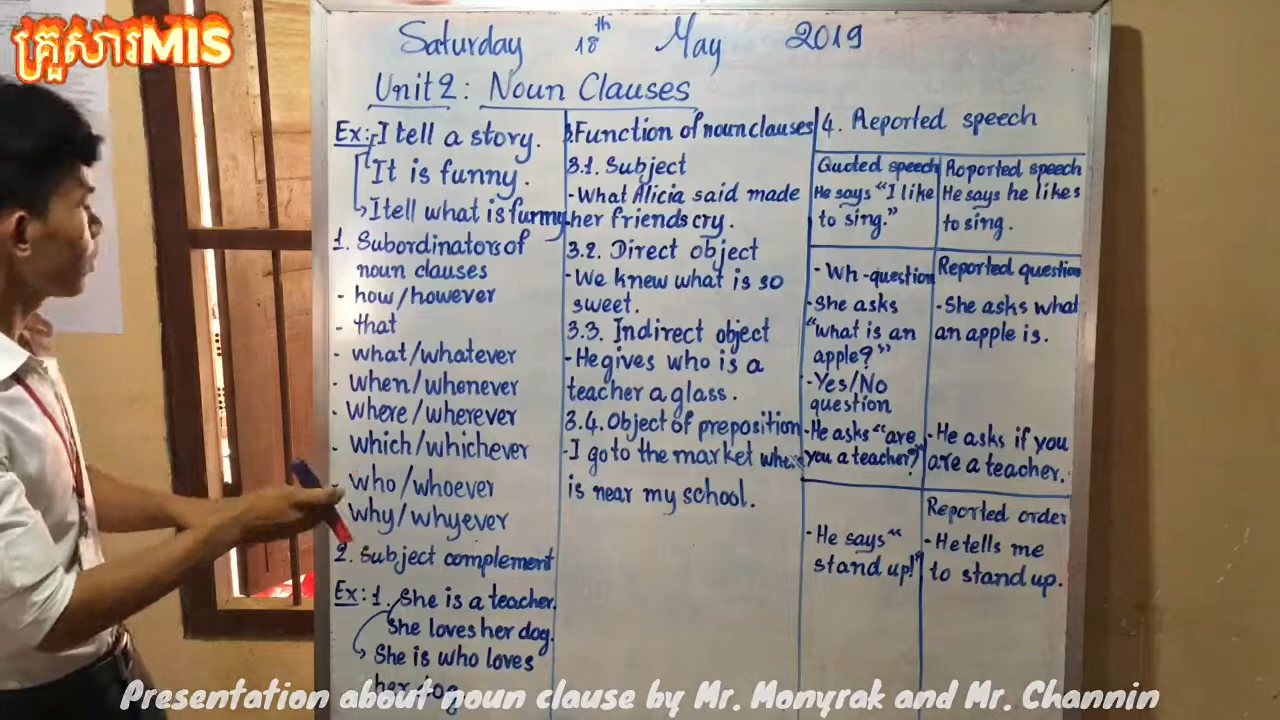 គ្រួសារMIS
Saturday 18th May 2019
Unit 2: Noun Clauses
Ex: I tell a story.
It is funny.
I tell what is funny.
1. Subordinators of
noun clauses
- how/however
- that
- what/whatever
- when/whenever
- where/wherever
- which/whichever
- who/whoever
why/whyever
2. Subject complement
Ex: 1. She is a teacher.
She loves her dog.
She is who loves
her dog
3. Function of noun clauses
3.1. Subject
- What Alicia said made
her friends cry.
3.2. Direct object
- We knew what is so
sweet.
3.3. Indirect object
- He gives who is a
teacher a glass.
3.4. Object of preposition
- I go to the market
is near my school.
4. Reported speech
Quoted speech
He says "I like
to sing."
Roported speech
He says he likes
to sing.
- Wh-question
- She asks
"what is an
apple?"
- Yes/No
question
- He asks "are
you a teacher?"
Reported question
- She asks what
an apple is.
- He asks if you
are a teacher.
- He says "
stand up!"
Reported order
- He tells me
to stand up.
Presentation about noun clause by Mr. Monyrak and Mr. Channin